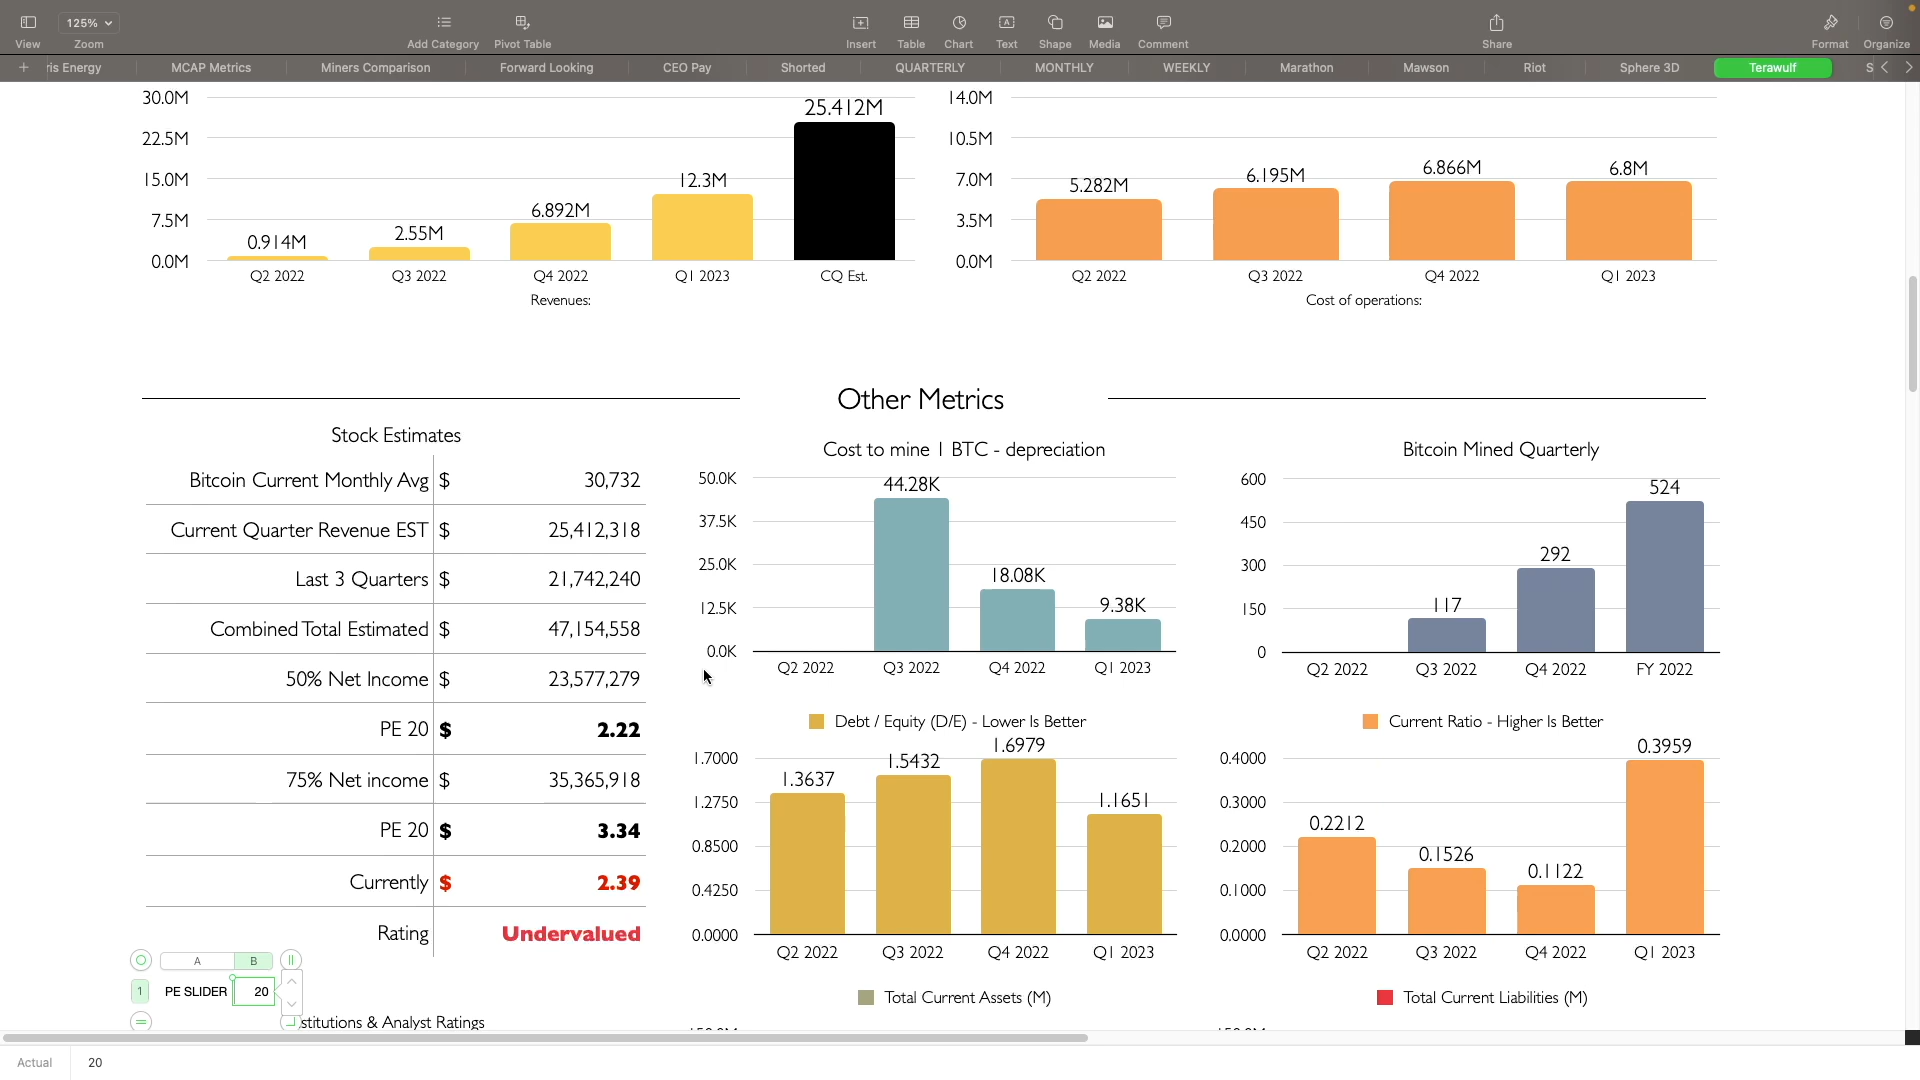 125%
View
Zoom
Add Category
Pivot Table
Insert
Table
Chart
Text
Shape
Media
Comment
Share
Format
Organize
ris Energy
MCAP Metrics
Miners Comparison
Forward Looking
CEO Pay
Shorted
QUARTERLY
MONTHLY
WEEKLY
Marathon
Mawson
Riot
Sphere 3D
Terawulf
S
30.0M
22.5M
15.0M
7.5M
0.0M
0.914M
2.55M
6.892M
12.3M
25.412M
Q2 2022
Q3 2022
Q4 2022
Q1 2023
CQ Est.
Revenues:
14.0M
10.5M
7.0M
3.5M
0.0M
5.282M
6.195M
6.866M
6.8M
Q2 2022
Q3 2022
Q4 2022
Q1 2023
Cost of operations:
Other Metrics
Stock Estimates
Bitcoin Current Monthly Avg $ 30,732
Current Quarter Revenue EST $ 25,412,318
Last 3 Quarters $ 21,742,240
Combined Total Estimated $ 47,154,558
50% Net Income $ 23,577,279
PE 20 $ 2.22
75% Net income $ 35,365,918
PE 20 $ 3.34
Currently $ 2.39
Rating Undervalued
A
B
1
PE SLIDER
20
stitutions & Analyst Ratings
Cost to mine 1 BTC - depreciation
50.0K
37.5K
25.0K
12.5K
0.0K
44.28K
18.08K
9.38K
Q2 2022
Q3 2022
Q4 2022
Q1 2023
Bitcoin Mined Quarterly
600
450
300
150
0
117
292
524
Q2 2022
Q3 2022
Q4 2022
FY 2022
Debt / Equity (D/E) - Lower Is Better
1.7000
1.2750
0.8500
0.4250
0.0000
1.3637
1.5432
1.6979
1.1651
Q2 2022
Q3 2022
Q4 2022
Q1 2023
Current Ratio - Higher Is Better
0.4000
0.3000
0.2000
0.1000
0.0000
0.2212
0.1526
0.1122
0.3959
Q2 2022
Q3 2022
Q4 2022
Q1 2023
Total Current Assets (M)
Total Current Liabilities (M)
Actual
20